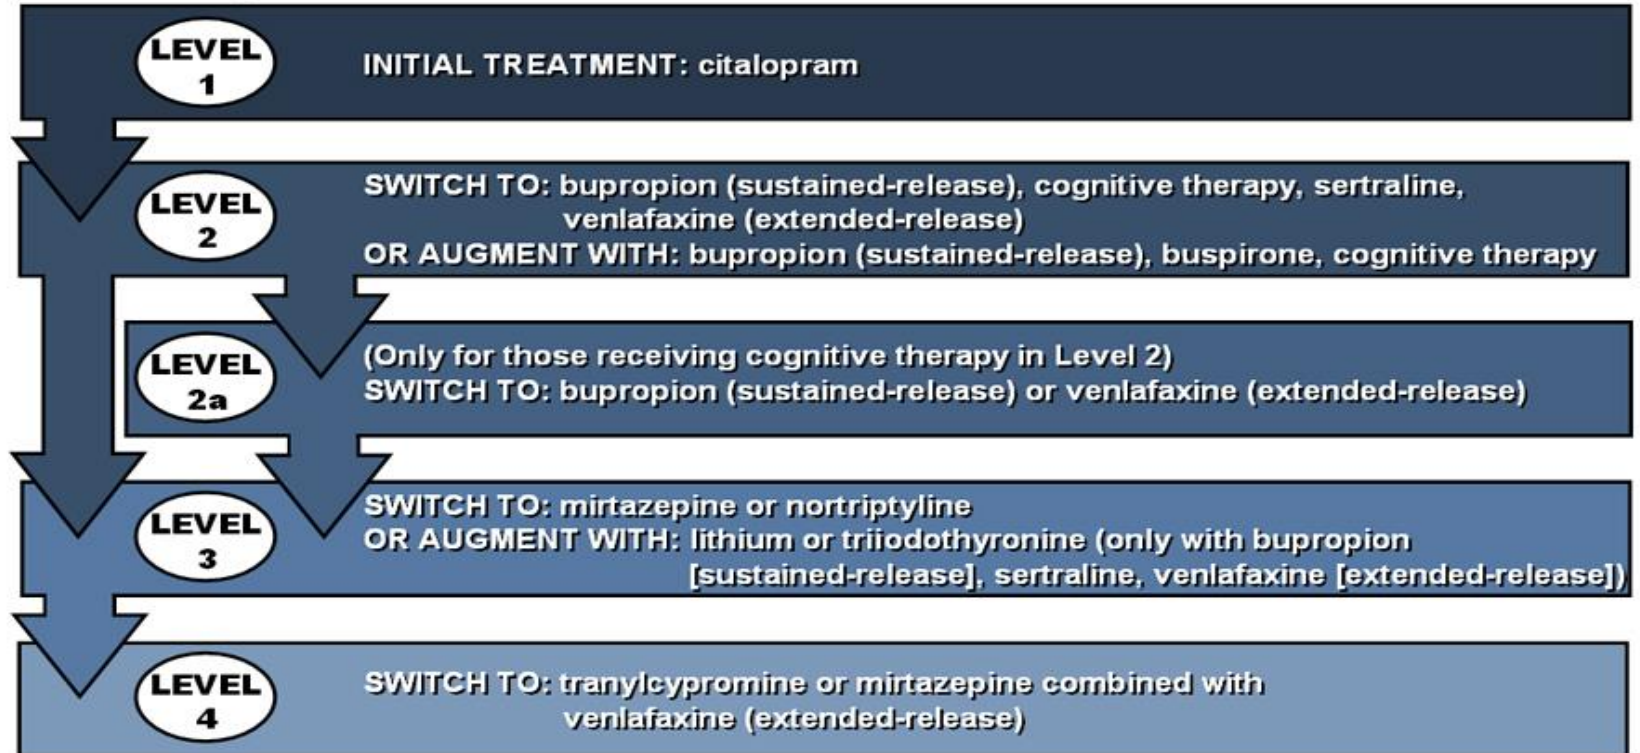 LEVEL
1
INITIAL TREATMENT: citalopram
LEVEL
2
SWITCH TO: bupropion (sustained-release), cognitive therapy, sertraline,
venlafaxine (extended-release)
OR AUGMENT WITH: bupropion (sustained-release), buspirone, cognitive therapy
LEVEL
2a
(Only for those receiving cognitive therapy in Level 2)
SWITCH TO: bupropion (sustained-release) or venlafaxine (extended-release)
LEVEL
3
SWITCH TO: mirtazepine or nortriptyline
OR AUGMENT WITH: lithium or triiodothyronine (only with bupropion
[sustained-release], sertraline, venlafaxine [extended-release])
LEVEL
4
SWITCH TO: tranylcypromine or mirtazepine combined with
venlafaxine (extended-release)